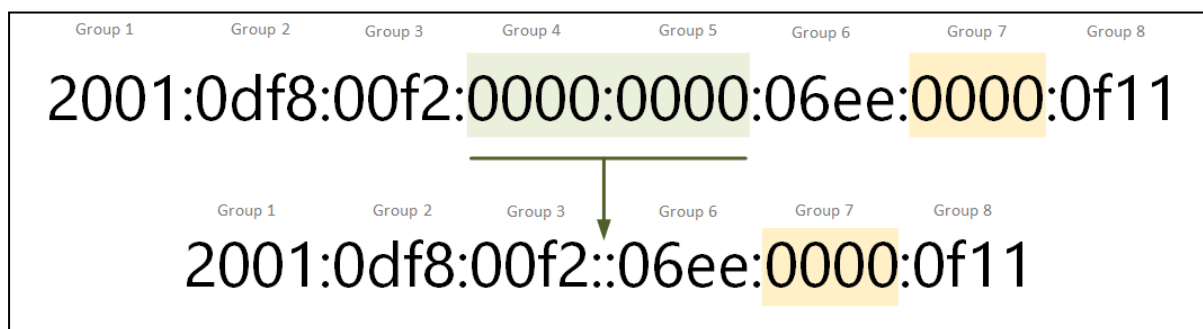 Group 1 Group 2 Group 3 Group 4 Group 5 Group 6 Group 7 Group 8
2001:0df8:00f2:0000:0000:06ee:0000:0f11
Group 1 Group 2 Group 3 Group 6 Group 7 Group 8
2001:0df8:00f2::06ee:0000:0f11